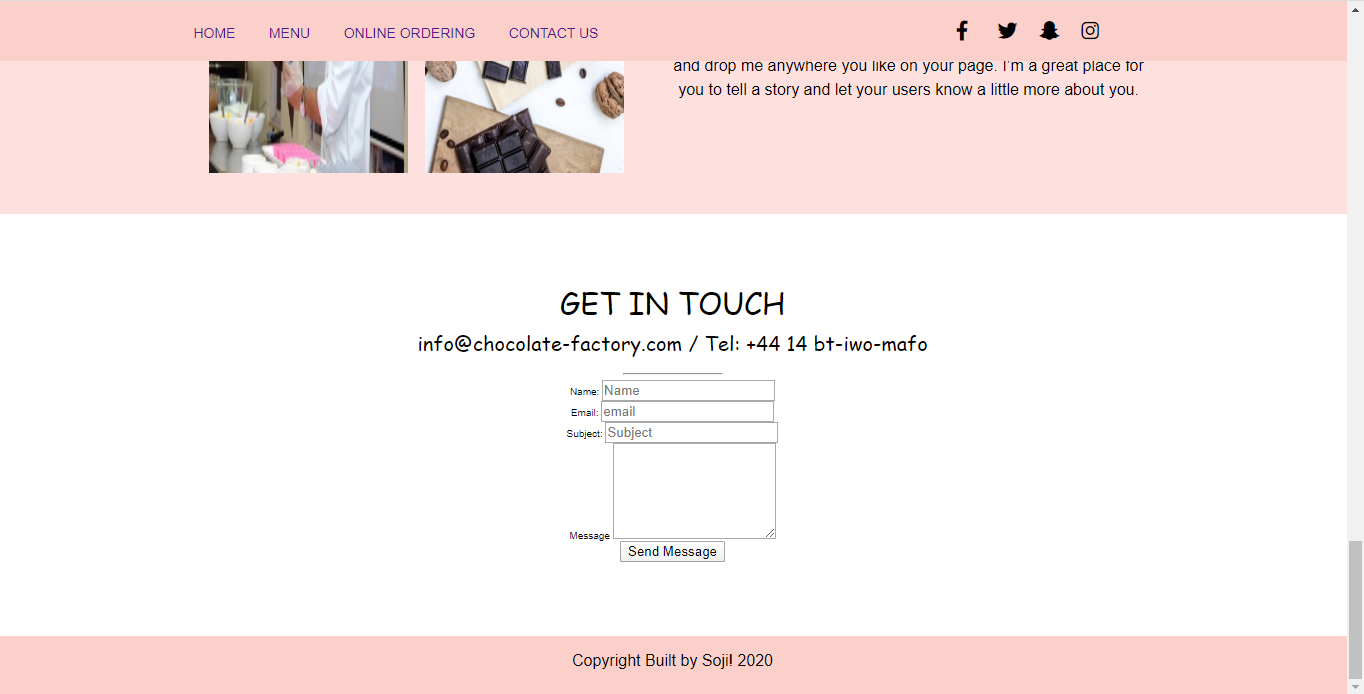 HOME MENU ONLINE ORDERING CONTACT US
and drop me anywhere you like on your page. I'm a great place for
you to tell a story and let your users know a little more about you.
GET IN TOUCH
info@chocolate-factory.com / Tel: +44 14 bt-iwo-mafo
Name: Name
Email: email
Subject: Subject
Message
Send Message
Copyright Built by Soji! 2020